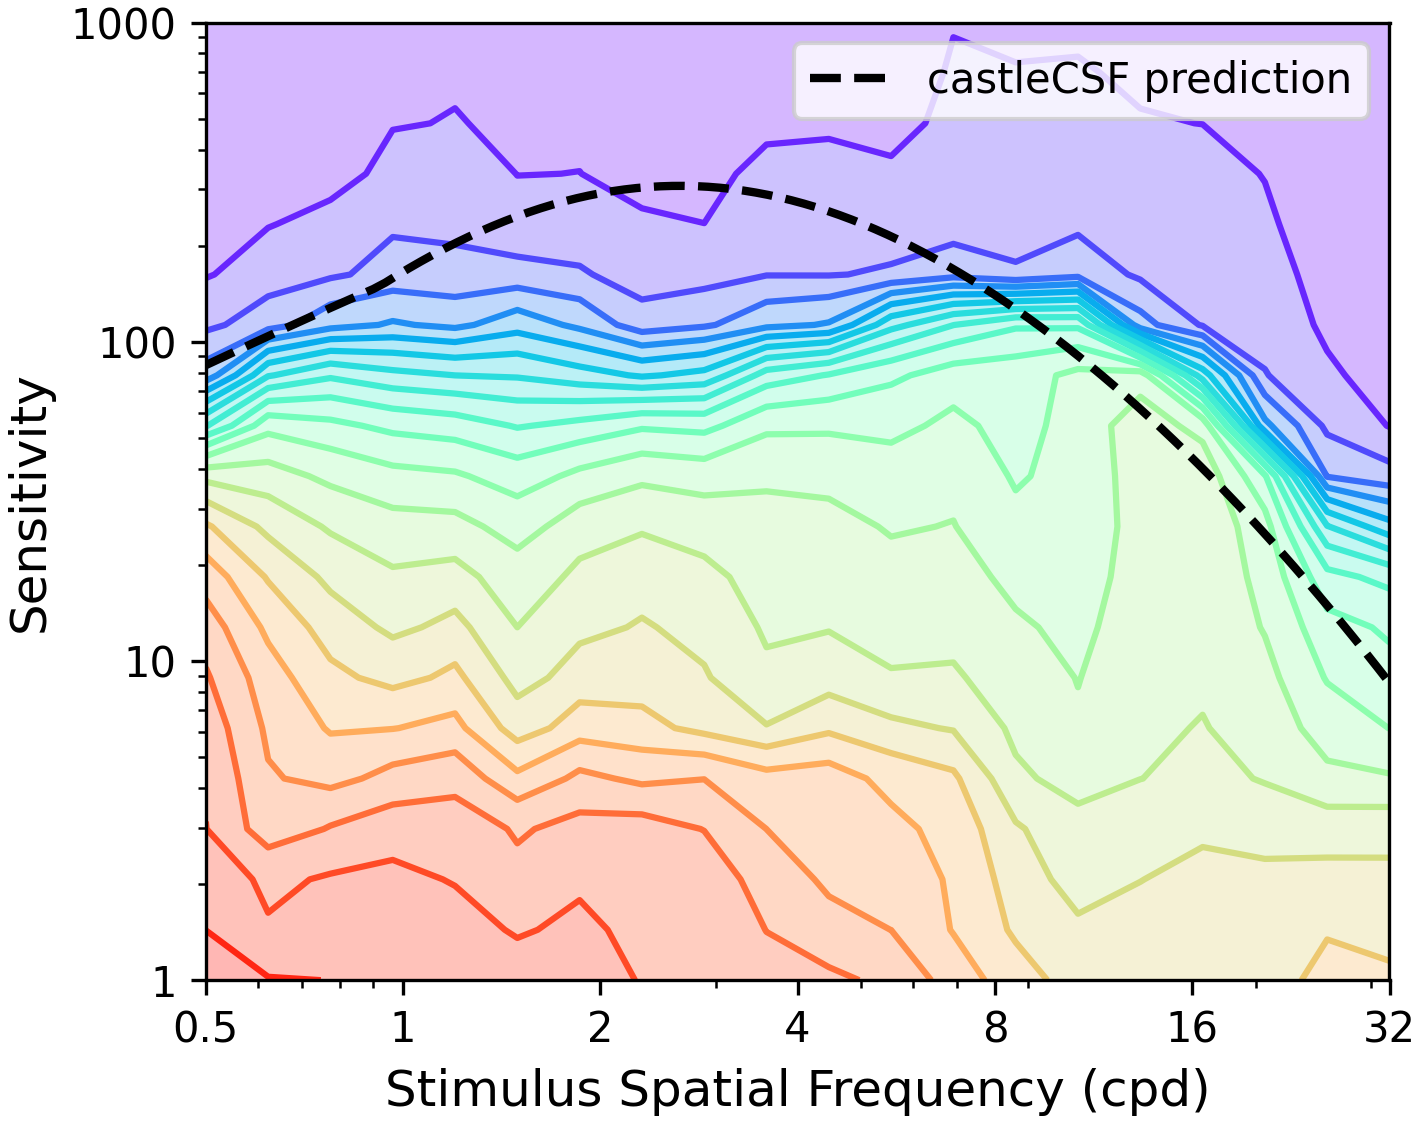 1000
castleCSF prediction
100
Sensitivity
10
1
0.5 1 2 4 8 16 32
Stimulus Spatial Frequency (cpd)